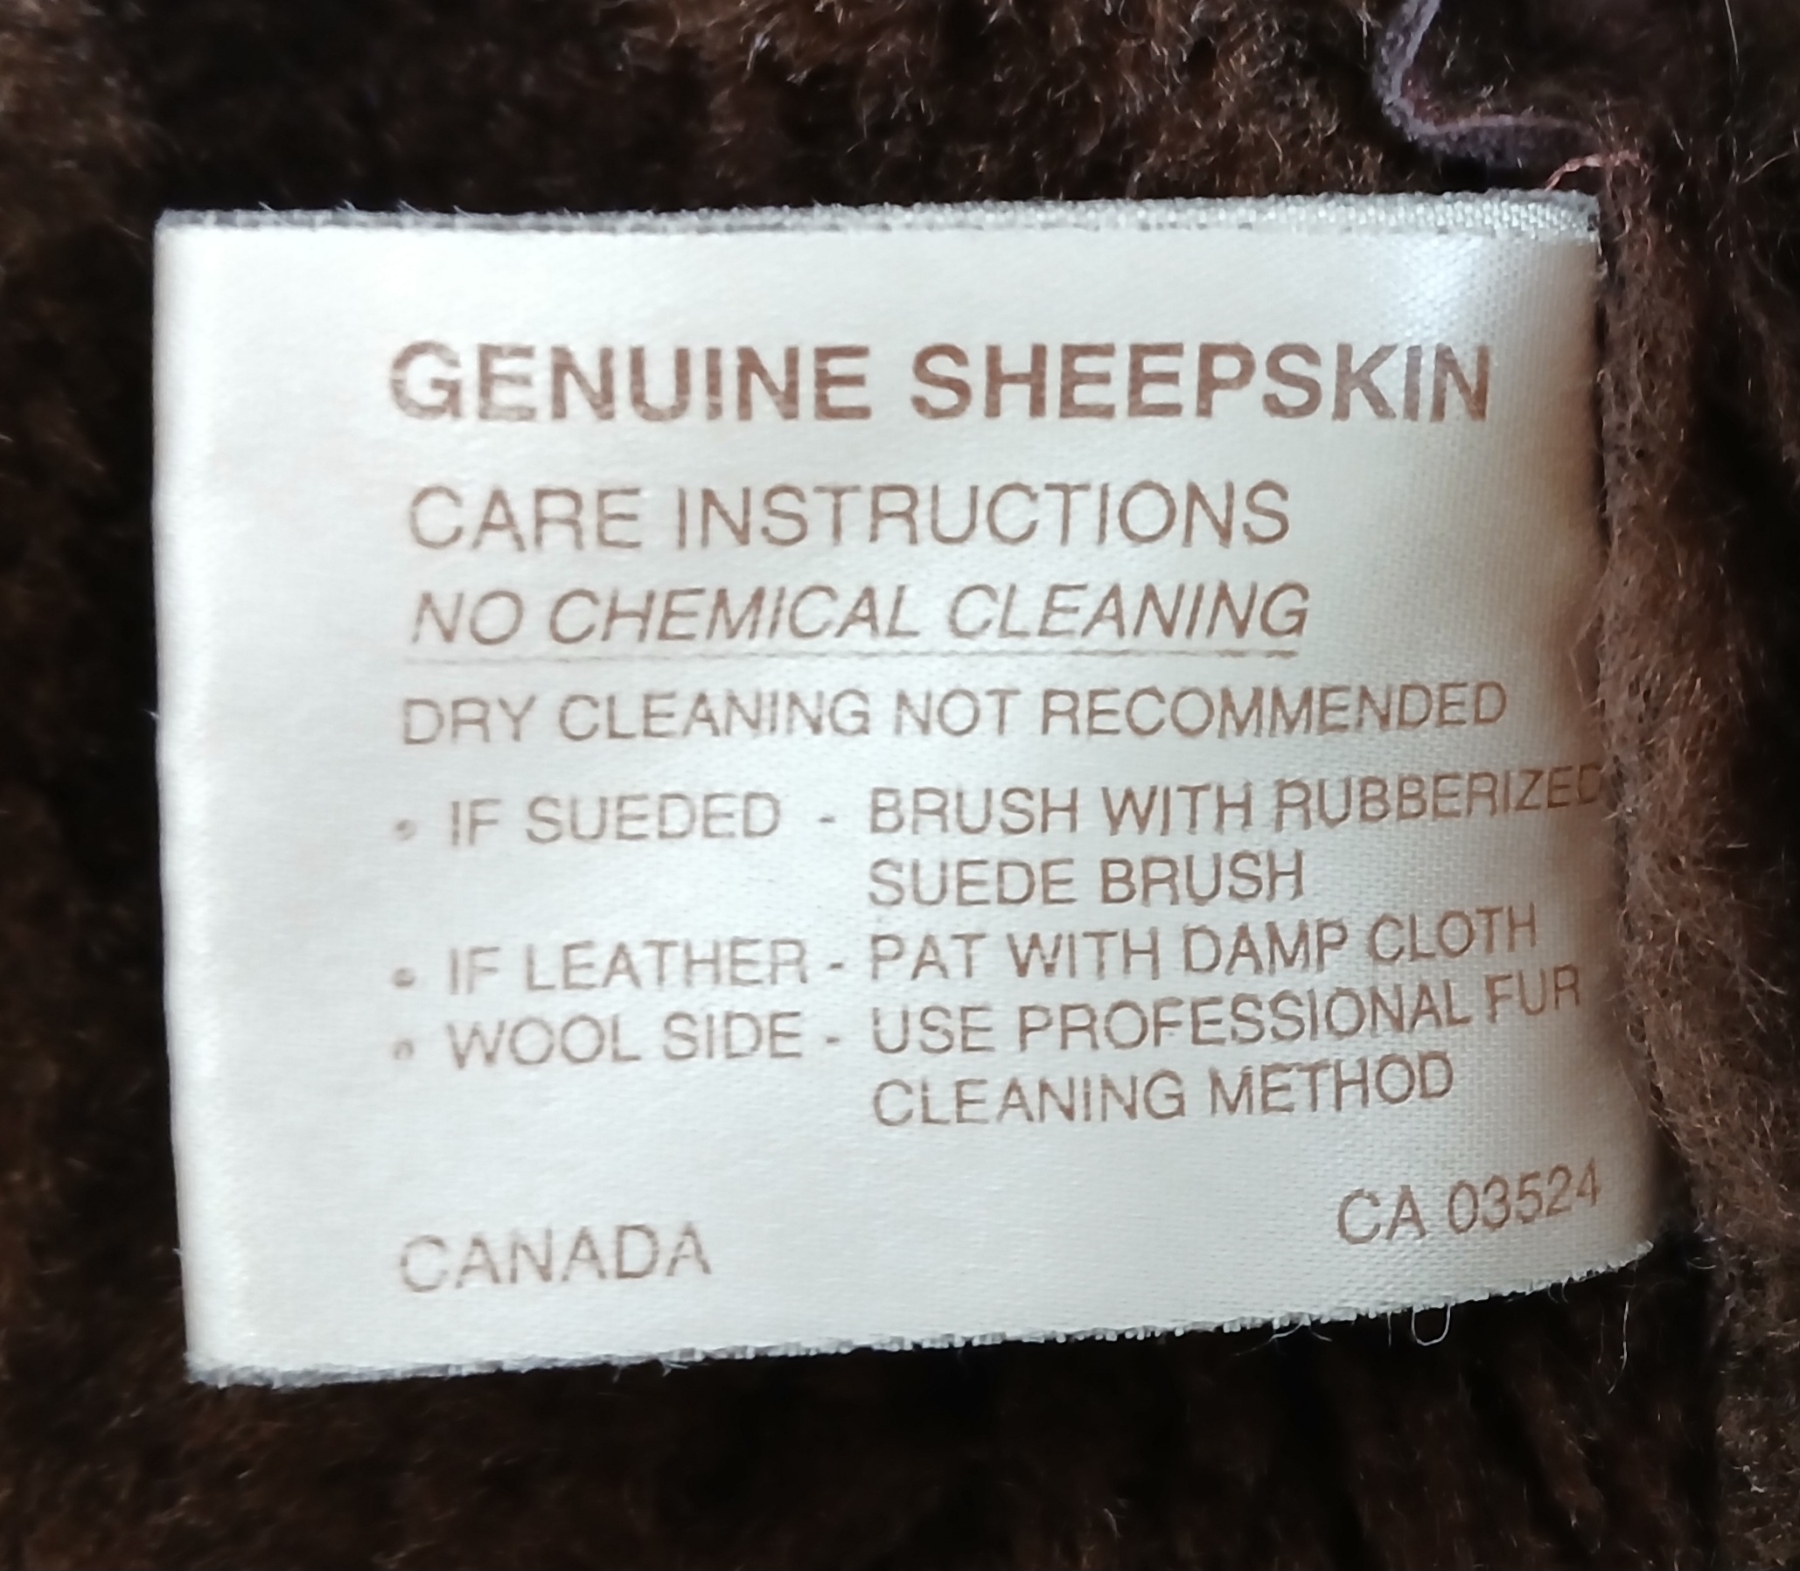 GENUINE SHEEPSKIN
CARE INSTRUCTIONS
NO CHEMICAL CLEANING
DRY CLEANING NOT RECOMMENDED
• IF SUEDED - BRUSH WITH RUBBERIZED
SUEDE BRUSH
• IF LEATHER - PAT WITH DAMP CLOTH
• WOOL SIDE - USE PROFESSIONAL FUR
CLEANING METHOD
CANADA CA 03524